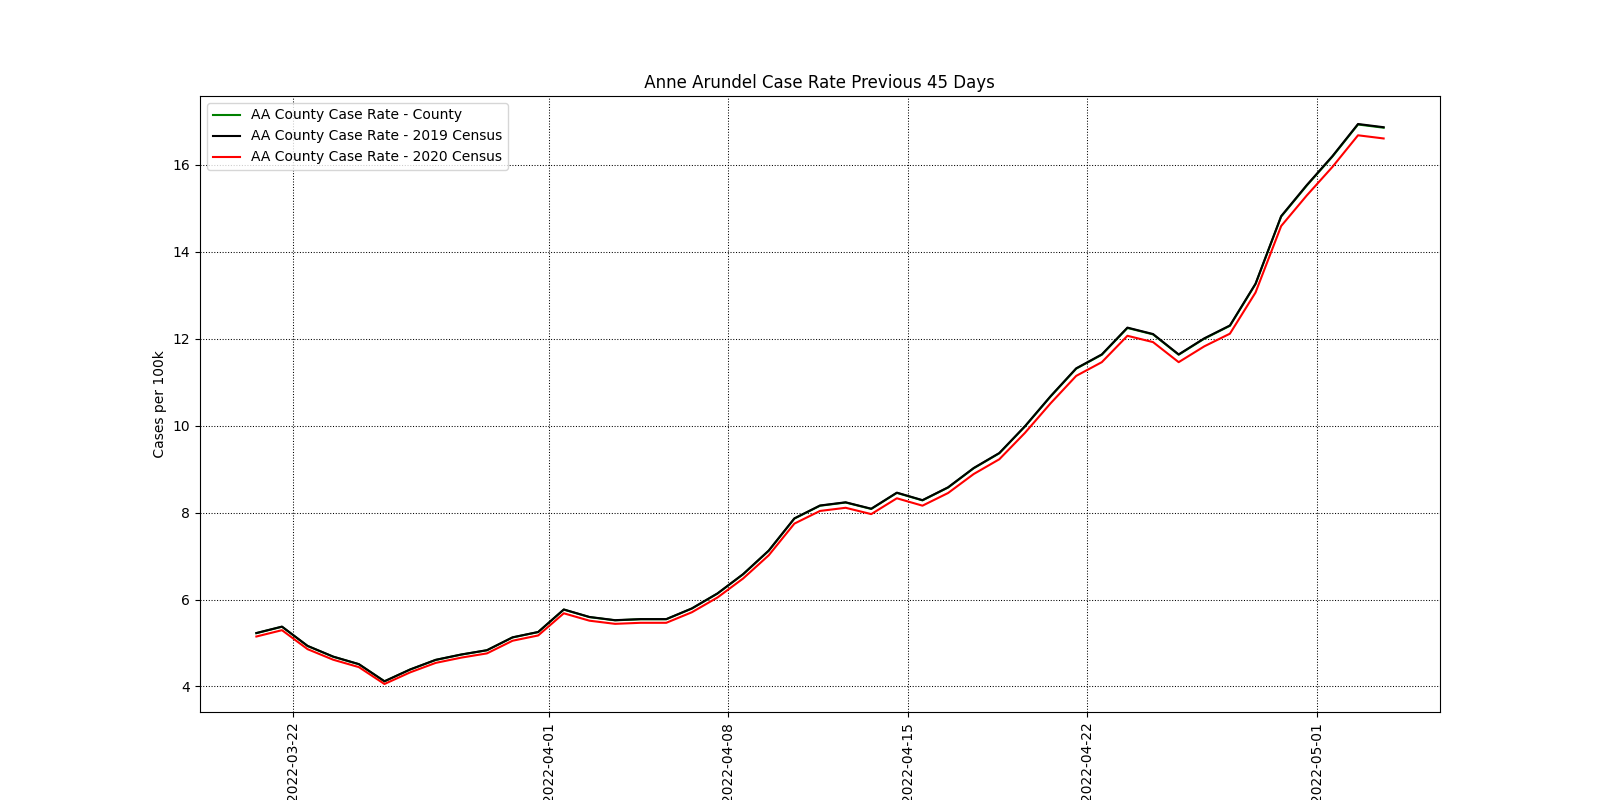 Anne Arundel Case Rate Previous 45 Days
AA County Case Rate - County
AA County Case Rate - 2019 Census
AA County Case Rate - 2020 Census
Cases per 100k
16
14
12
10
8
6
4
2022-03-22
2022-04-01
2022-04-08
2022-04-15
2022-04-22
2022-05-01